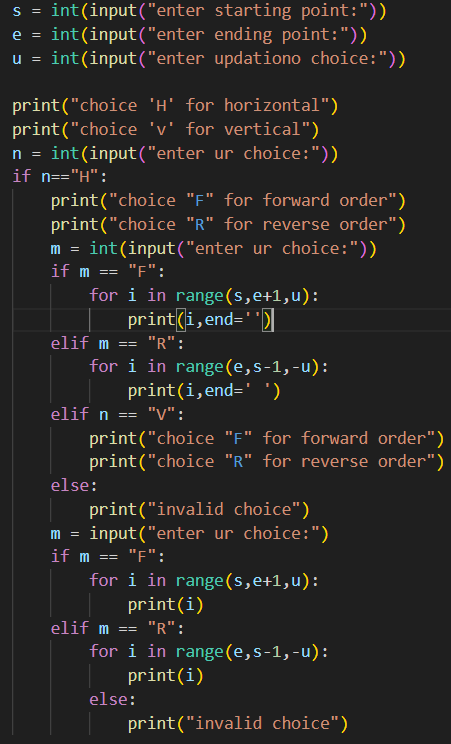 s = int(input("enter starting point:"))
e = int(input("enter ending point:"))
u = int(input("enter updationo choice:"))

print("choice 'H' for horizontal")
print("choice 'v' for vertical")
n = int(input("enter ur choice:"))
if n=="H":
    print("choice "F" for forward order")
    print("choice "R" for reverse order")
    m = int(input("enter ur choice:"))
    if m == "F":
        for i in range(s,e+1,u):
            print(i,end='')
    elif m == "R":
        for i in range(e,s-1,-u):
            print(i,end=' ')
    elif n == "V":
        print("choice "F" for forward order")
        print("choice "R" for reverse order")
    else:
        print("invalid choice")
    m = input("enter ur choice:")
    if m == "F":
        for i in range(s,e+1,u):
            print(i)
    elif m == "R":
        for i in range(e,s-1,-u):
            print(i)
        else:
            print("invalid choice")